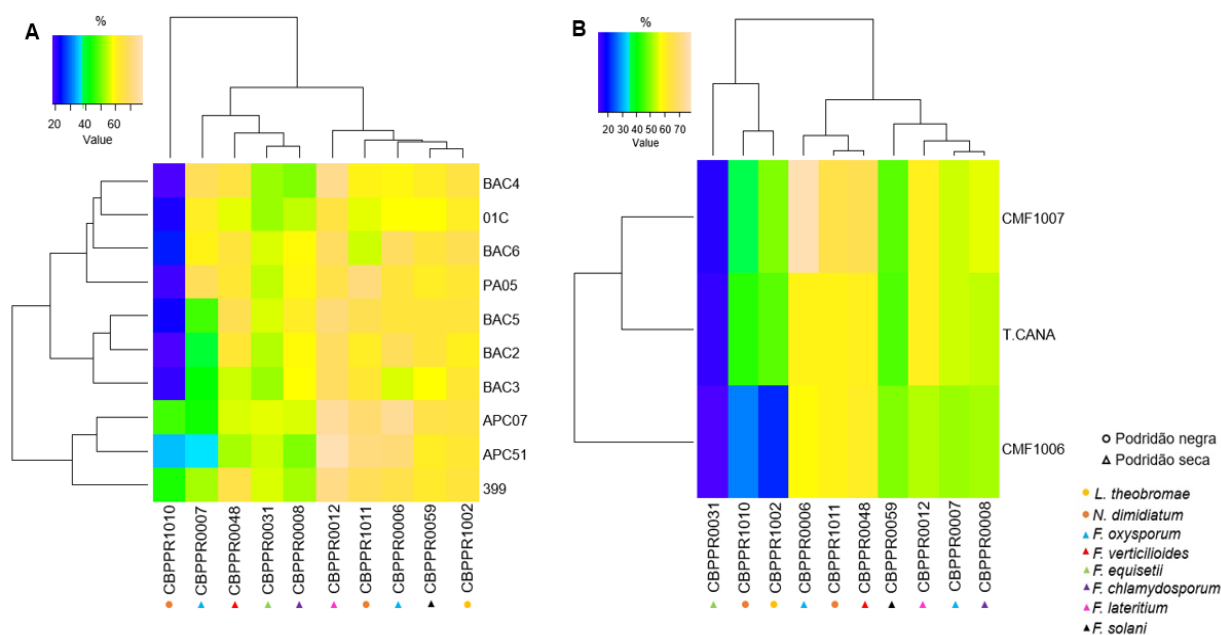 A
%
20 40 60
Value
BAC4
01C
BAC6
PA05
BAC5
BAC2
BAC3
APC07
APC51
399
CBPPR1010
CBPPR0007
CBPPR0048
CBPPR0031
CBPPR0008
CBPPR0012
CBPPR1011
CBPPR0006
CBPPR0059
CBPPR1002
B
%
20 30 40 50 60 70
Value
CMF1007
T.CANA
CMF1006
CBPPR0031
CBPPR1010
CBPPR1002
CBPPR0006
CBPPR1011
CBPPR0048
CBPPR0059
CBPPR0012
CBPPR0007
CBPPR0008
Podridão negra
Podridão seca
L. theobromae
N. dimidiatum
F. oxysporum
F. verticilioides
F. equisetii
F. chlamydosporum
F. lateritium
F. solani